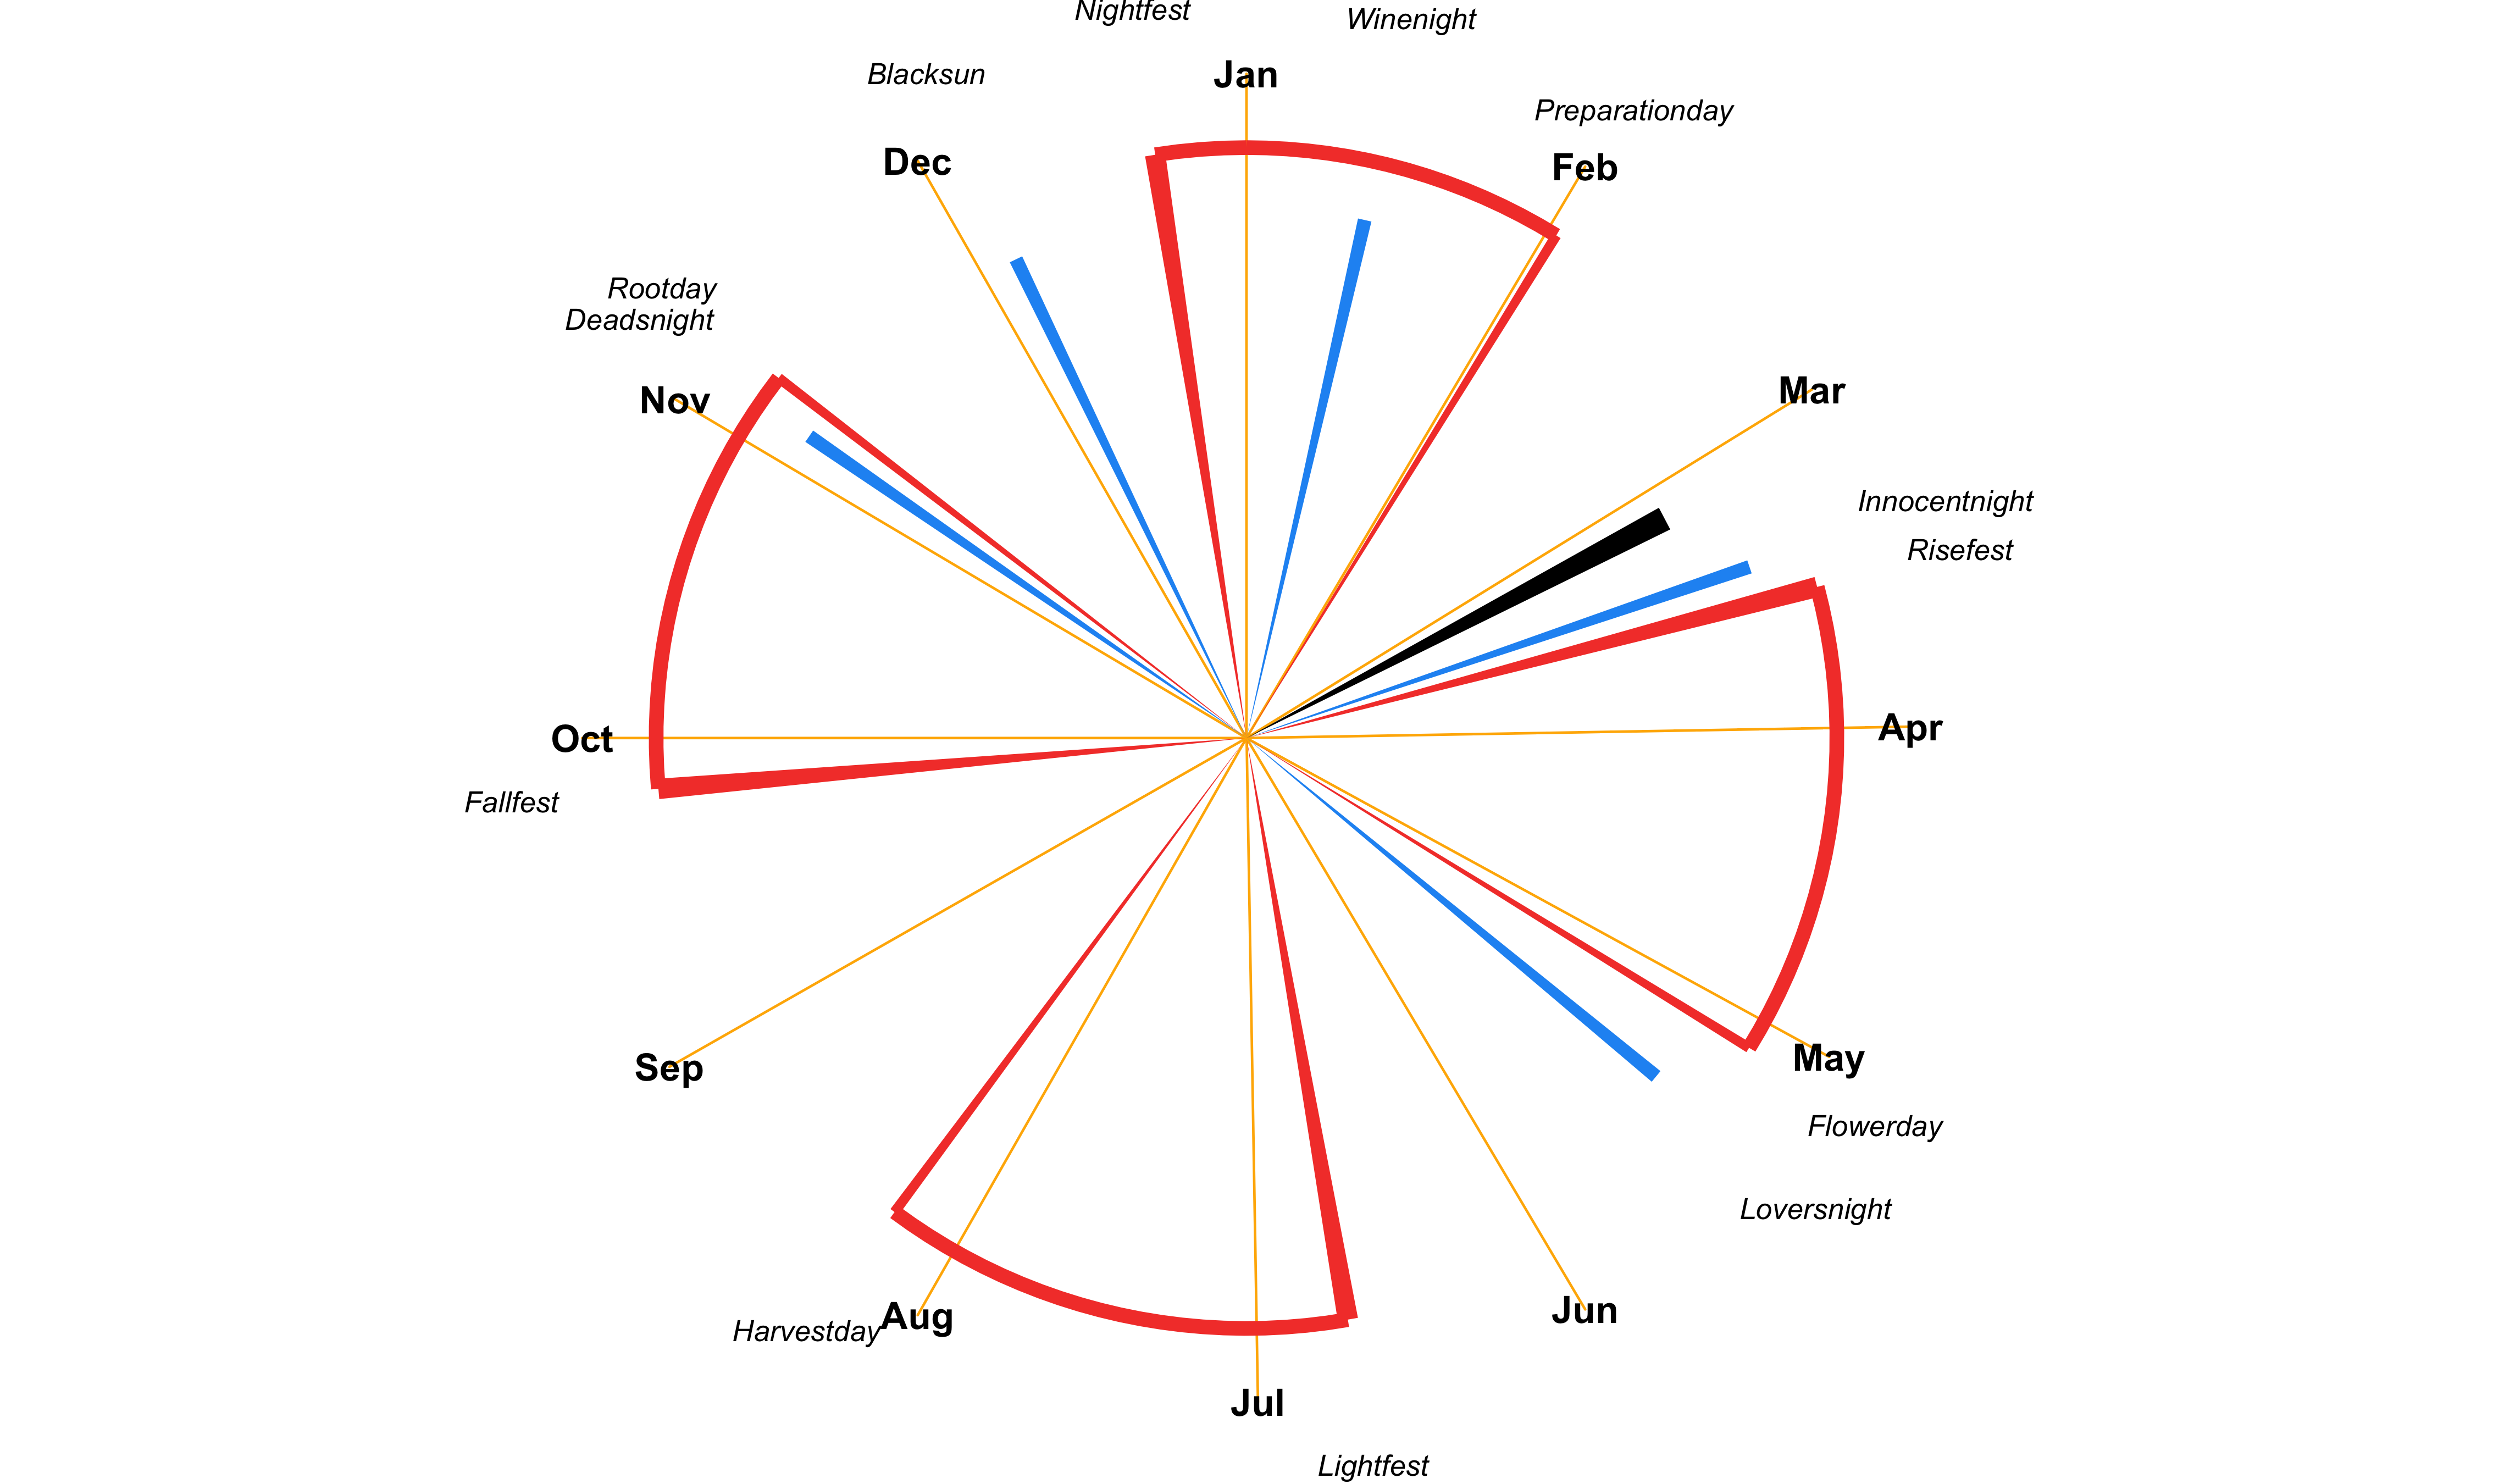 Nightfest
Winenight
Blacksun
Jan
Preparationday
Dec
Feb
Rootday
Deadsnight
Nov
Mar
Innocentnight
Risefest
Oct
Apr
Fallfest
Sep
May
Flowerday
Loversnight
Harvestday
Aug
Jun
Jul
Lightfest